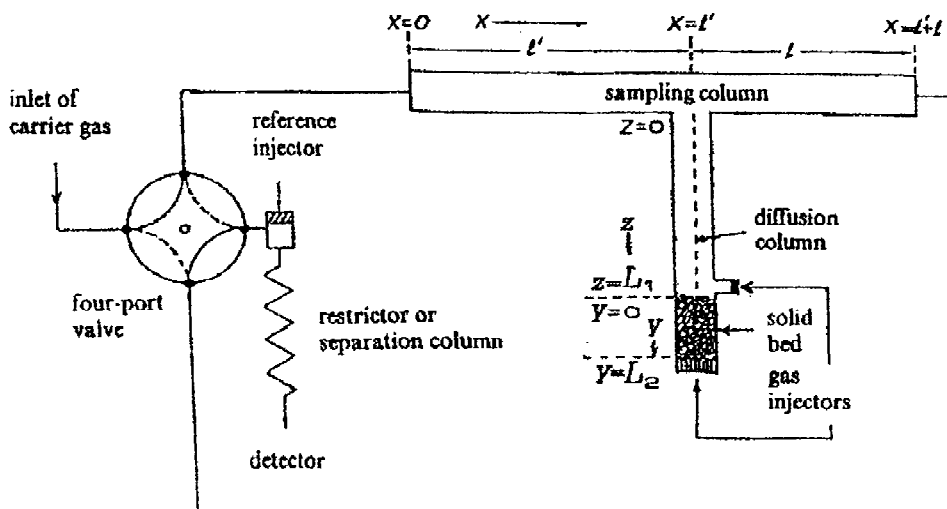 X=0
X
X=l'
X=l'+l
l'
l
sampling column
inlet of
carrier gas
reference
injector
Z=0
diffusion
column
z
z=L1
y=0
y
y=L2
four-port
valve
restrictor or
separation column
solid
bed
gas
injectors
detector